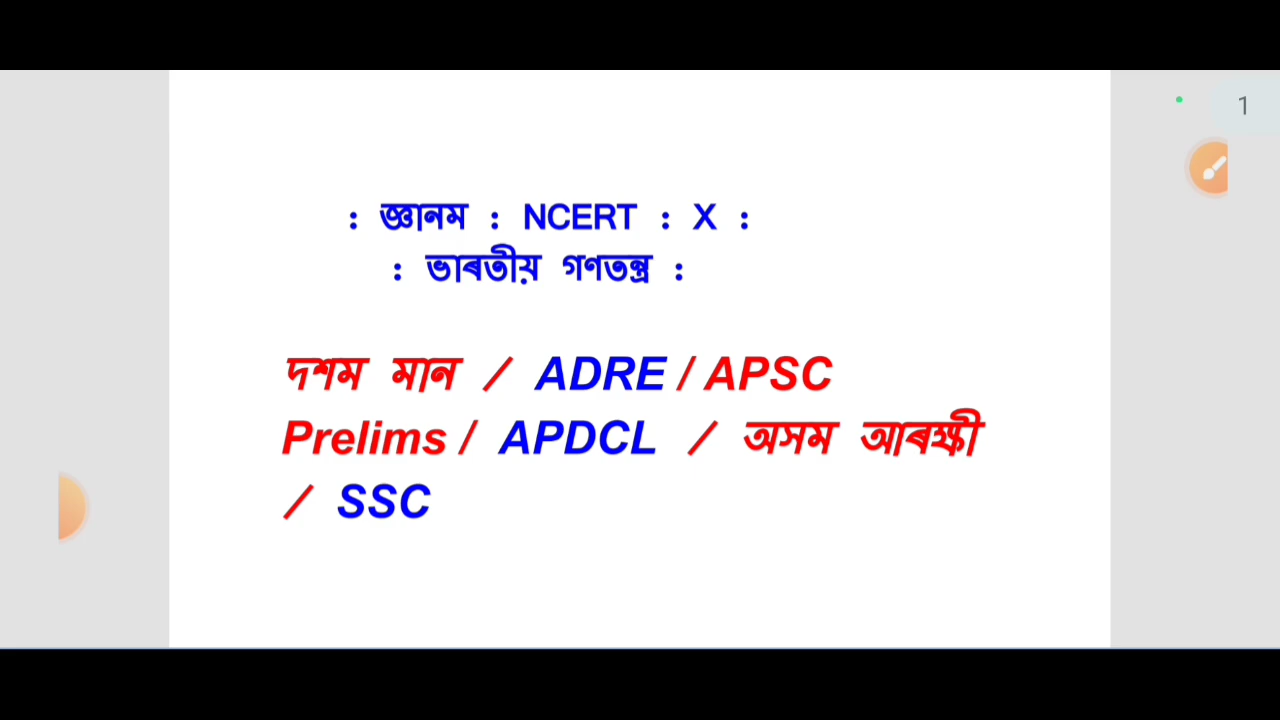 1
: জ্ঞানম : NCERT : X :
: ভাৰতীয় গণতন্ত্ৰ :
দশম মান / ADRE / APSC
Prelims / APDCL / অসম আৰক্ষী
/ SSC